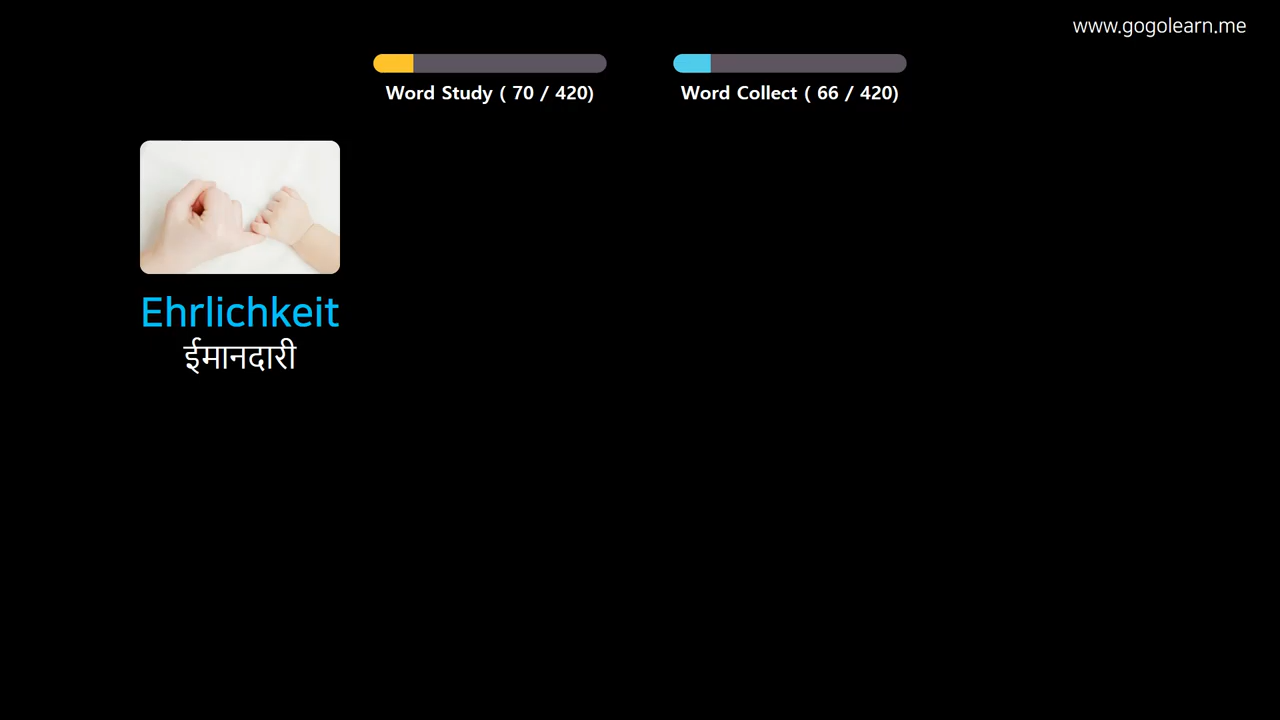 www.gogolearn.me
Word Study ( 70 / 420)
Word Collect ( 66 / 420)
Ehrlichkeit
ईमानदारी